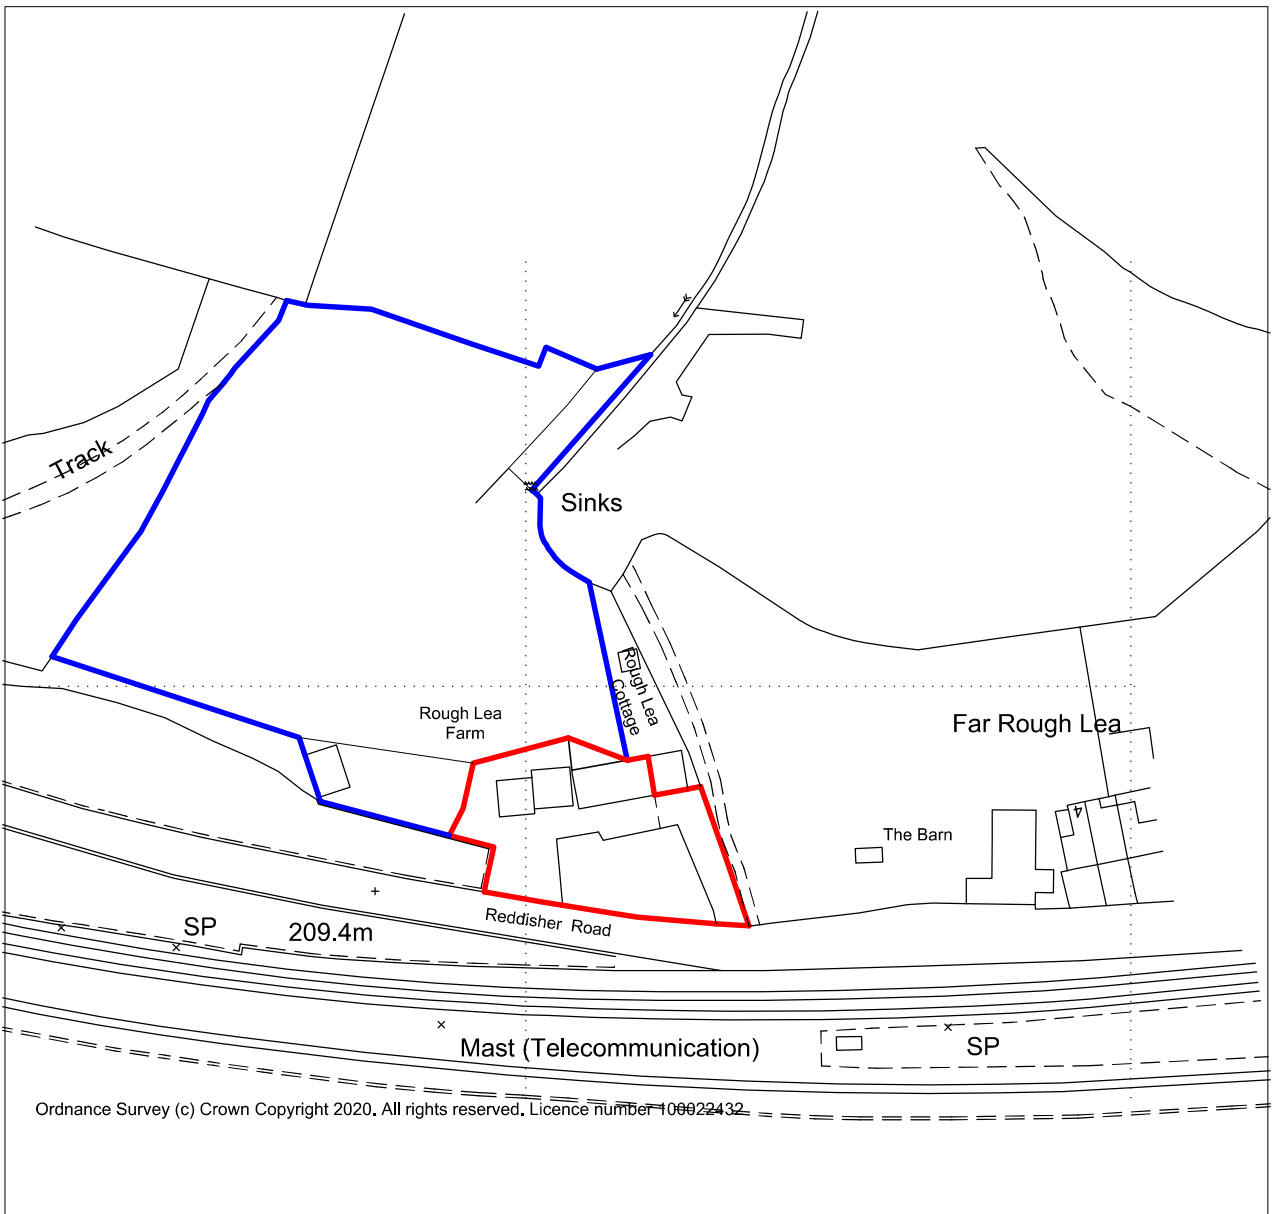 Track
Sinks
Rough Lea
Cottage
Rough Lea
Farm
Far Rough Lea
4
The Barn
Reddisher Road
SP
209.4m
Mast (Telecommunication)
SP
Ordnance Survey (c) Crown Copyright 2020. All rights reserved. Licence number 100022432